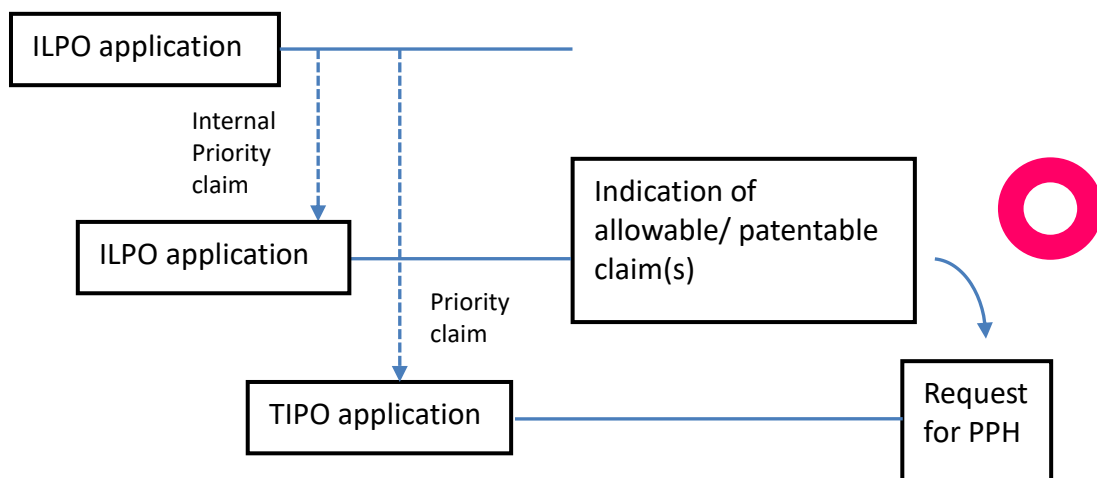 ILPO application
Internal
Priority
claim
Indication of
allowable/ patentable
claim(s)
ILPO application
Priority
claim
TIPO application
Request
for PPH